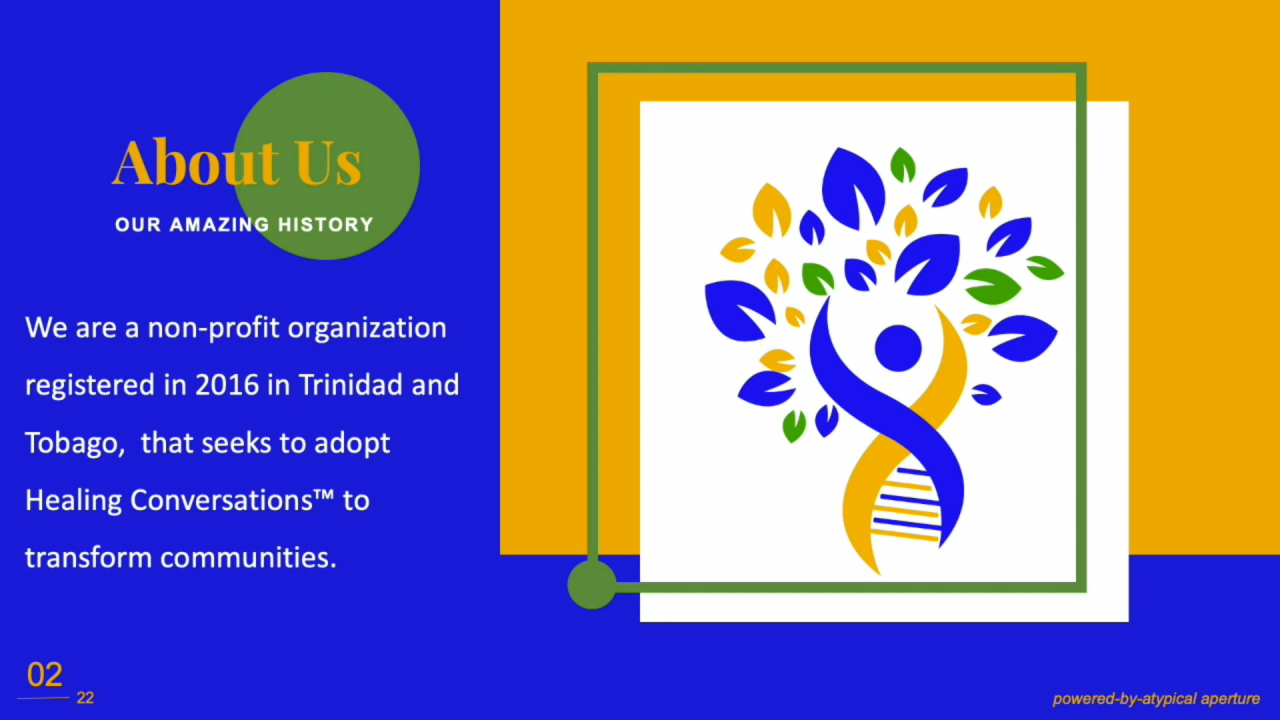 About Us
OUR AMAZING HISTORY
We are a non-profit organization
registered in 2016 in Trinidad and
Tobago,  that seeks to adopt
Healing Conversations™ to
transform communities.
02
22
powered-by-atypical aperture